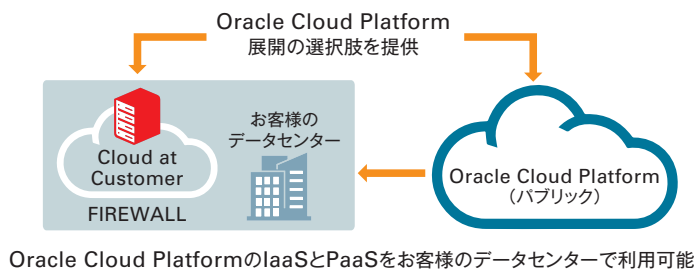 Oracle Cloud Platform
展開の選択肢を提供
お客様の
データセンター
Cloud at
Customer
FIREWALL
Oracle Cloud Platform
（パブリック）
Oracle Cloud PlatformのIaaSとPaaSをお客様のデータセンターで利用可能